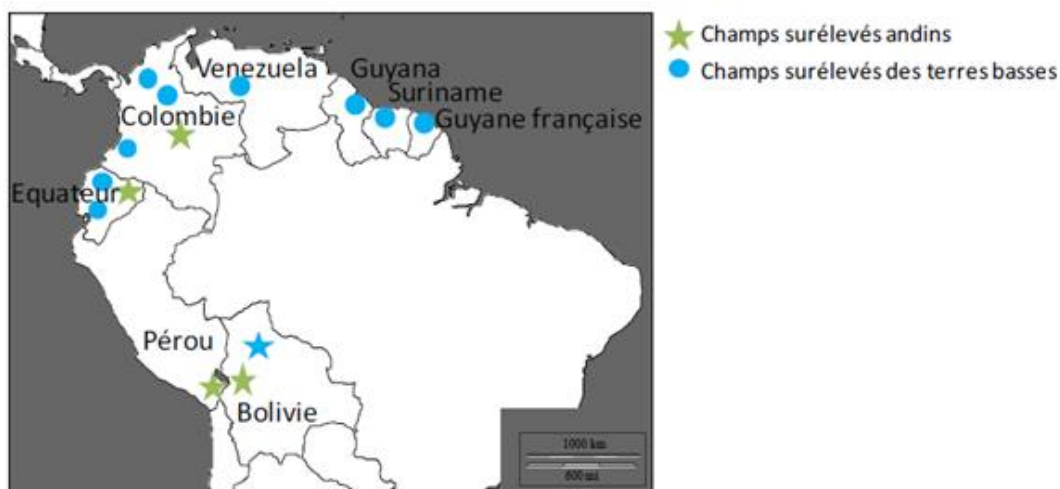 Champs surélevés andins
Champs surélevés des terres basses
Venezuela
Guyana
Suriname
Guyane française
Colombie
Equateur
Pérou
Bolivie
1000 km
600 mi